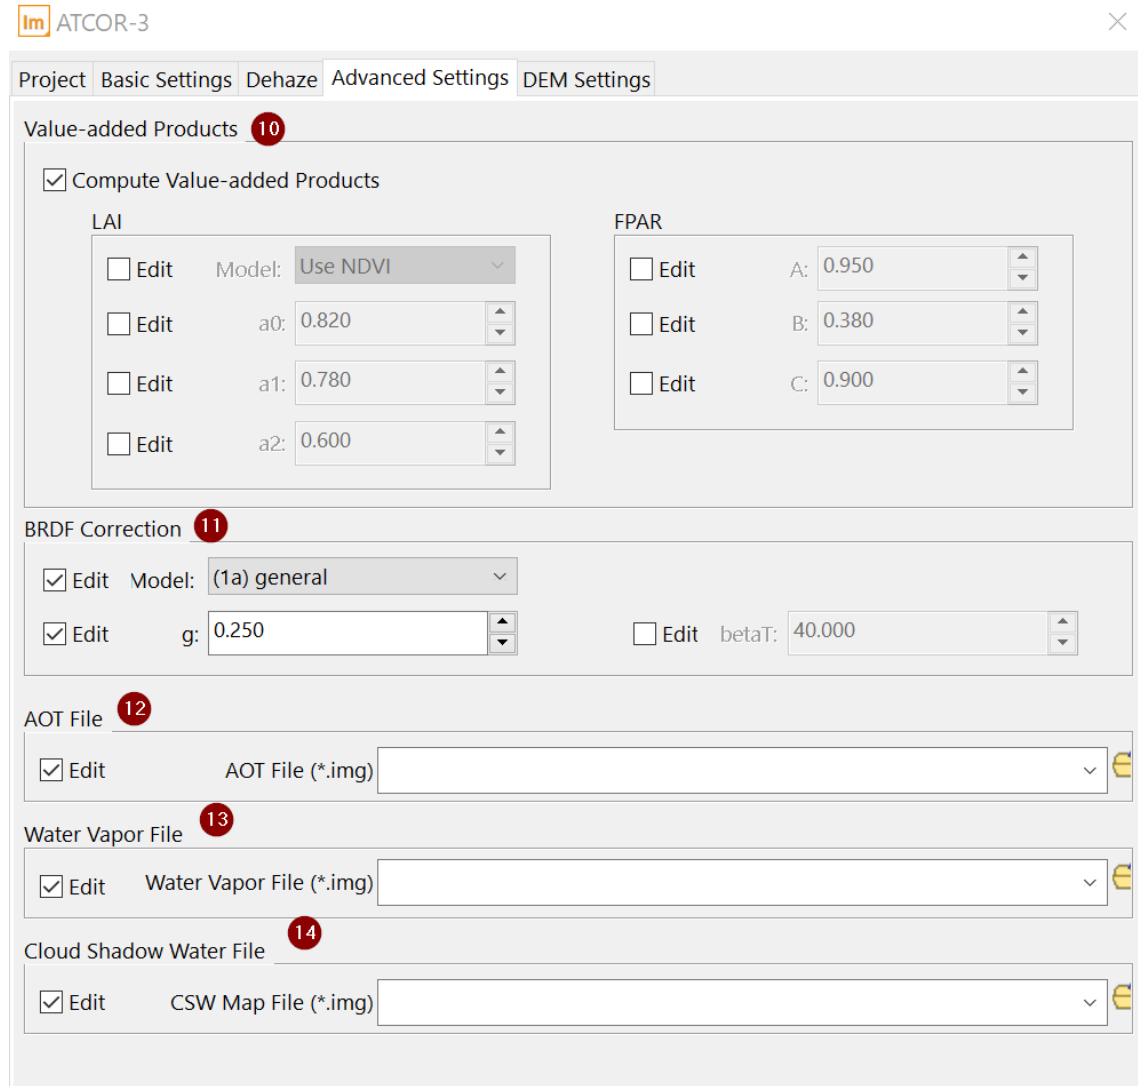 Im ATCOR-3
Project Basic Settings Dehaze Advanced Settings DEM Settings
Value-added Products 10
Compute Value-added Products
LAI FPAR
Edit Model: Use NDVI Edit A: 0.950
Edit a0: 0.820 Edit B: 0.380
Edit a1: 0.780 Edit C: 0.900
Edit a2: 0.600
BRDF Correction 11
Edit Model: (1a) general
Edit g: 0.250 Edit betaT: 40.000
AOT File 12
Edit AOT File (*.img)
Water Vapor File 13
Edit Water Vapor File (*.img)
Cloud Shadow Water File 14
Edit CSW Map File (*.img)